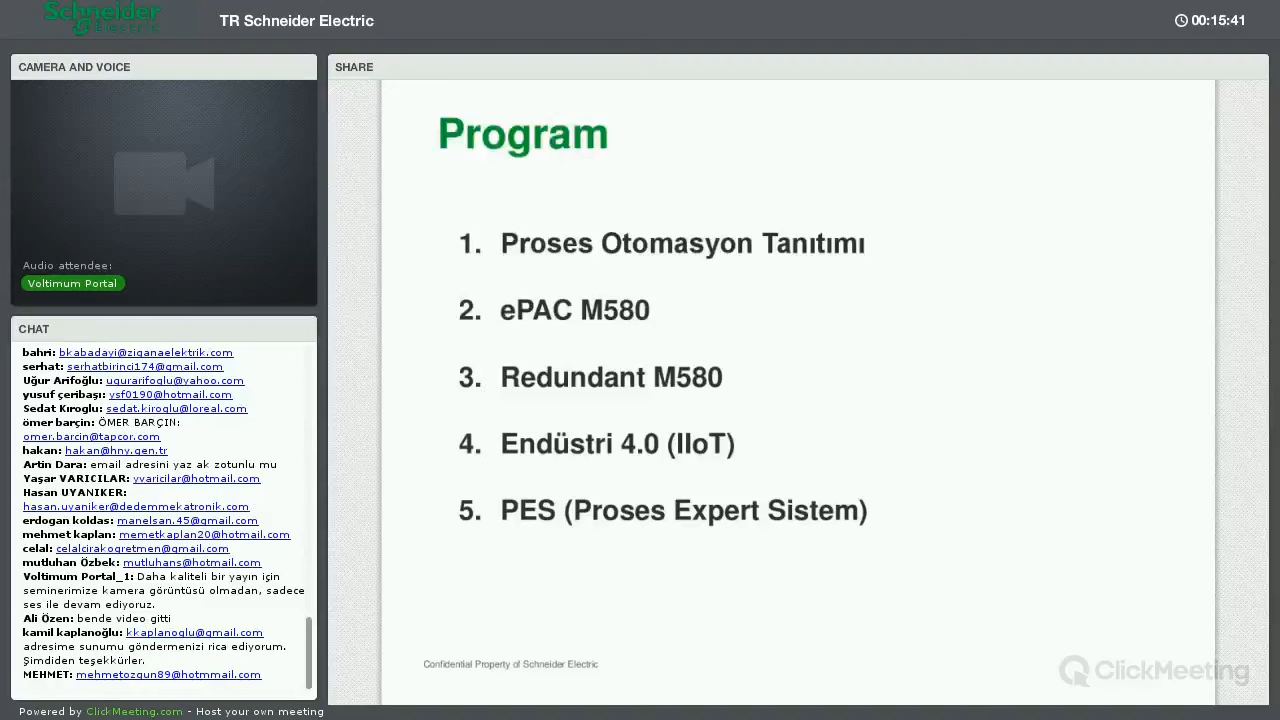 Schneider
Electric
TR Schneider Electric
00:15:41
CAMERA AND VOICE
Audio attendee:
Voltimum Portal
CHAT
bahri: bkabadayi@ziganaelektrik.com
serhat: serhatbirinci174@gmail.com
Uğur Arifoğlu: ugurarifoglu@yahoo.com
yusuf çeribaşı: ysf0190@hotmail.com
Sedat Kıroglu: sedat.kiroglu@loreal.com
ömer barçin: ÖMER BARÇIN:
omer.barcin@tapcor.com
hakan: hakan@hny.gen.tr
Artin Dara: email adresini yaz ak zotunlu mu
Yaşar VARICILAR: yvaricilar@hotmail.com
Hasan UYANIKER:
hasan.uyaniker@dedemmekatronik.com
erdogan koldas: manelsan.45@gmail.com
mehmet kaplan: memetkaplan20@hotmail.com
celal: celalcirakogretmen@gmail.com
mutluhan Özbek: mutluhans@hotmail.com
Voltimum Portal_1: Daha kaliteli bir yayın için
seminerimize kamera görüntüsü olmadan, sadece
ses ile devam ediyoruz.
Ali Özen: bende video gitti
kamil kaplanoğlu: kkaplanoglu@gmail.com
adresime sunumu göndermenizi rica ediyorum.
Şimdiden teşekkürler.
MEHMET: mehmetozgun89@hotmmail.com
Powered by ClickMeeting.com - Host your own meeting
SHARE
Program
1. Proses Otomasyon Tanıtımı
2. ePAC M580
3. Redundant M580
4. Endüstri 4.0 (IIoT)
5. PES (Proses Expert Sistem)
Confidential Property of Schneider Electric
ClickMeeting